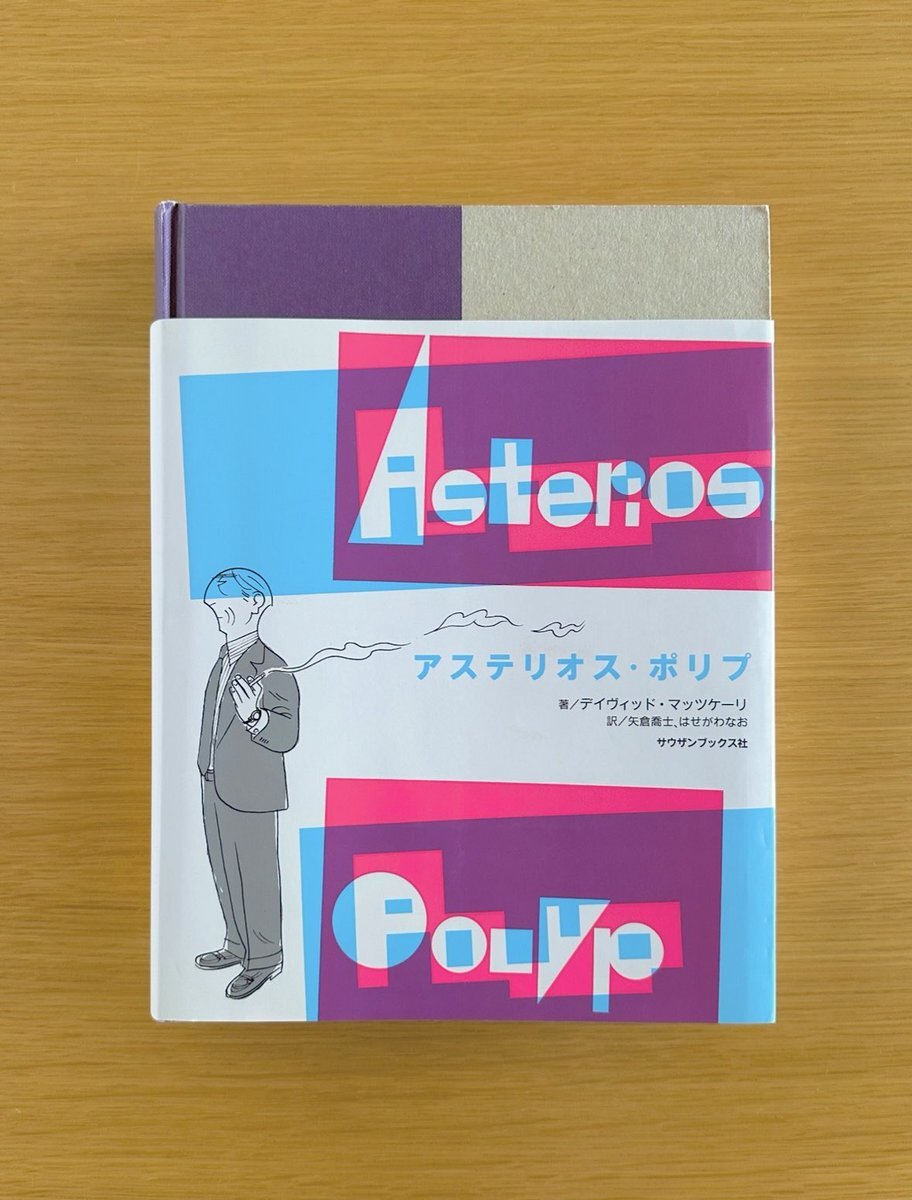 Asterios
アステリオス・ポリプ
著／デイヴィッド・マッツケーリ
訳／矢倉喬士、はせがわなお
サウザンブックス社
Polyp